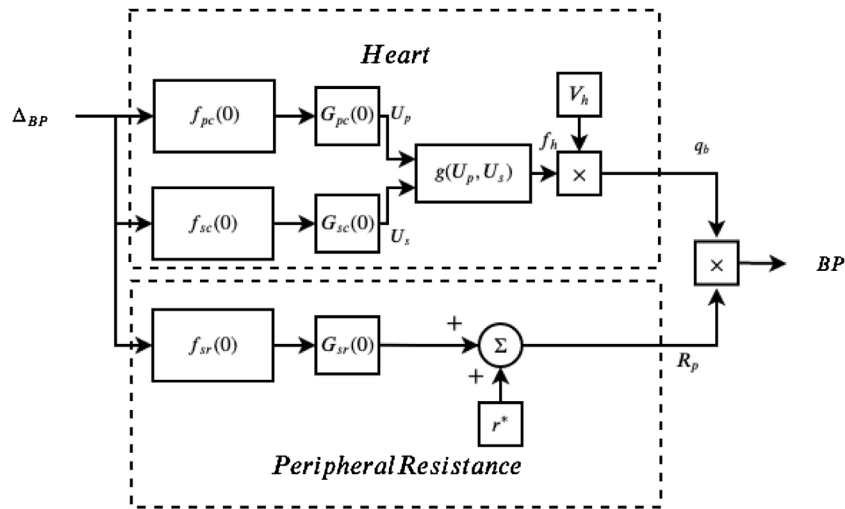 Heart
Δ_BP
f_pc(0)
G_pc(0)
U_p
g(U_p, U_s)
f_h
V_h
×
q_b
f_sc(0)
G_sc(0)
U_s
×
BP
f_sr(0)
G_sr(0)
+
+
Σ
r*
R_p
Peripheral Resistance